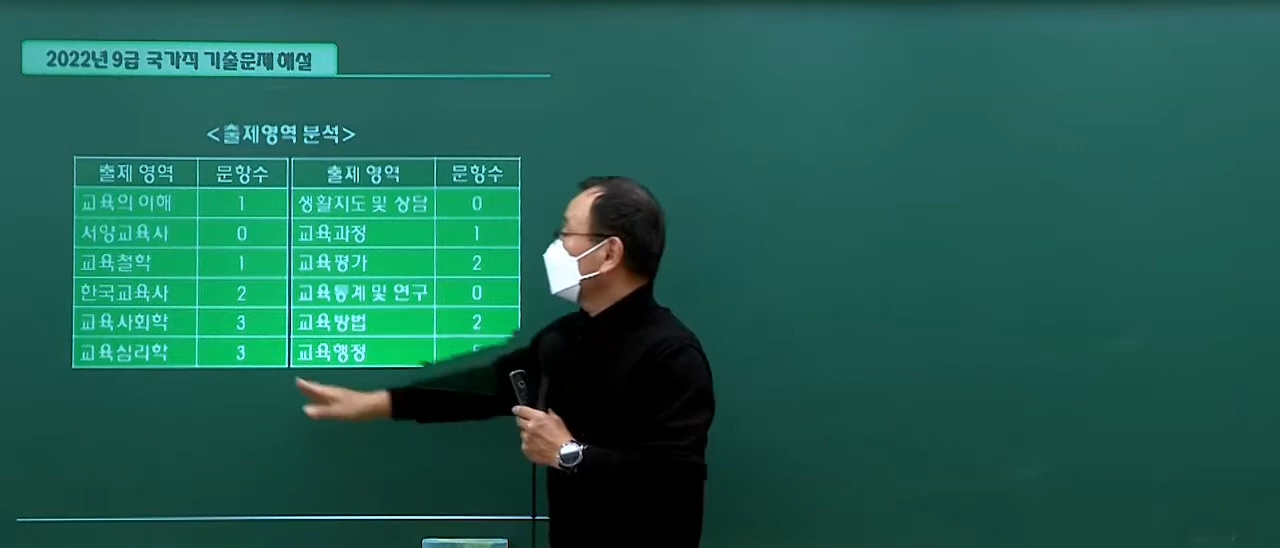 2022년 9급 국가직 기출문제 해설
<출제영역 분석>
출제 영역 문항수 출제 영역 문항수
교육의 이해 1 생활지도 및 상담 0
서양교육사 0 교육과정 1
교육철학 1 교육평가 2
한국교육사 2 교육통계 및 연구 0
교육사회학 3 교육방법 2
교육심리학 3 교육행정